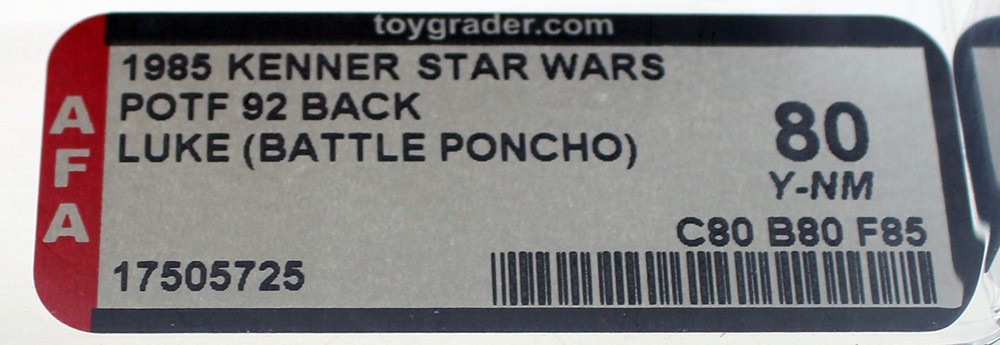 toygrader.com
1985 KENNER STAR WARS
POTF 92 BACK
LUKE (BATTLE PONCHO)
80
Y-NM
C80 B80 F85
17505725
AFA